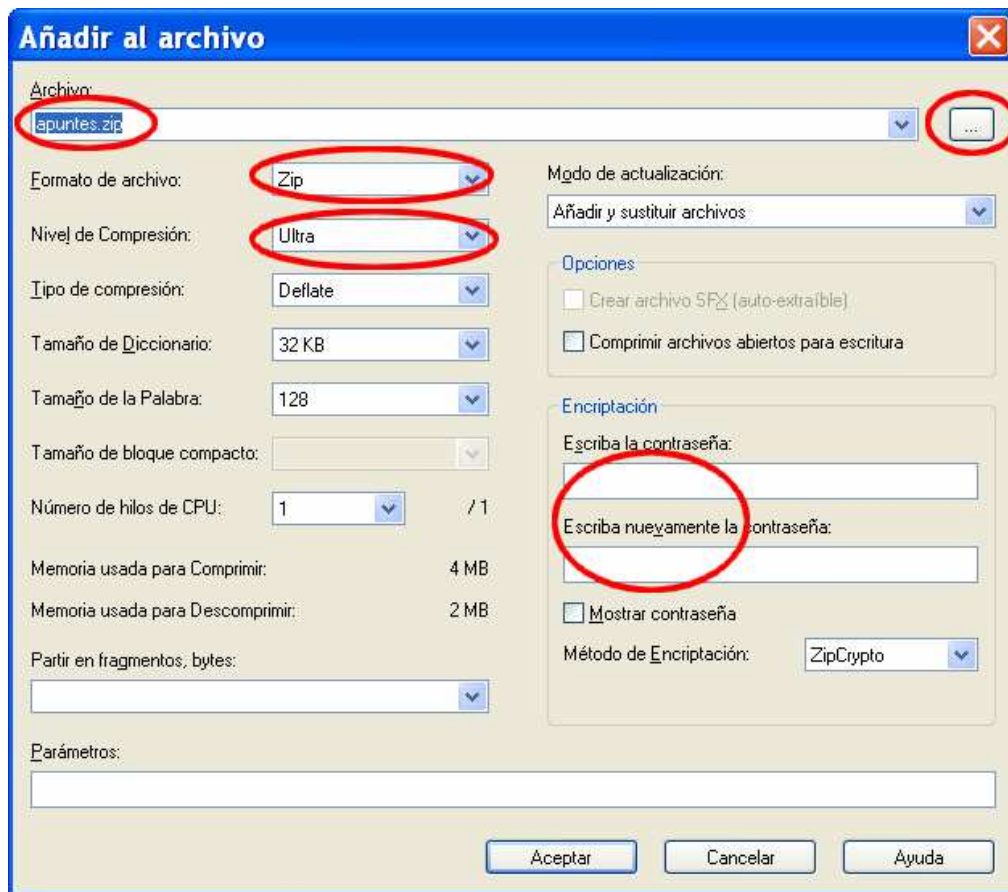 Añadir al archivo
Archivo:
apuntes.zip
...
Formato de archivo:
Zip
Nivel de Compresión:
Ultra
Tipo de compresión:
Deflate
Tamaño de Diccionario:
32 KB
Tamaño de la Palabra:
128
Tamaño de bloque compacto:
Número de hilos de CPU:
1
/ 1
Memoria usada para Comprimir:
4 MB
Memoria usada para Descomprimir:
2 MB
Partir en fragmentos, bytes:
Modo de actualización:
Añadir y sustituir archivos
Opciones
Crear archivo SFX (auto-extraíble)
Comprimir archivos abiertos para escritura
Encriptación
Escriba la contraseña:
Escriba nuevamente la contraseña:
Mostrar contraseña
Método de Encriptación:
ZipCrypto
Parámetros:
Aceptar
Cancelar
Ayuda